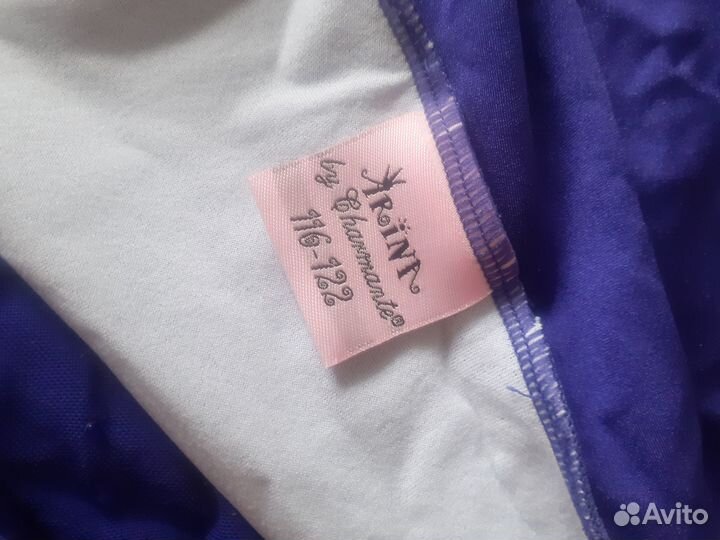 ARINA
by Charmante®
116-122
Avito